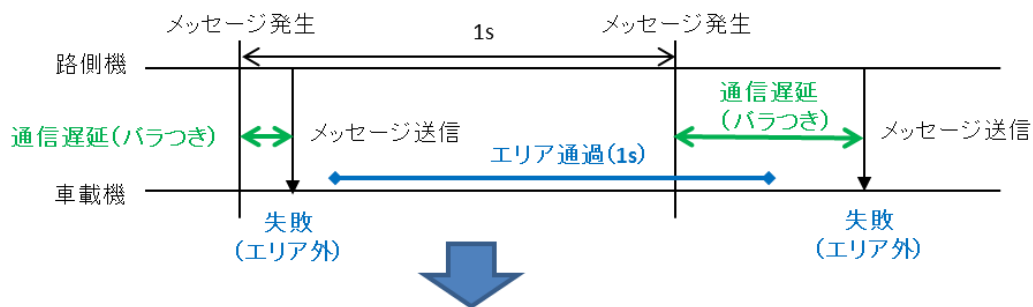 メッセージ発生
1s
メッセージ発生
路側機
通信遅延
(バラつき)
通信遅延(バラつき)
メッセージ送信
メッセージ送信
エリア通過(1s)
車載機
失敗
(エリア外)
失敗
(エリア外)